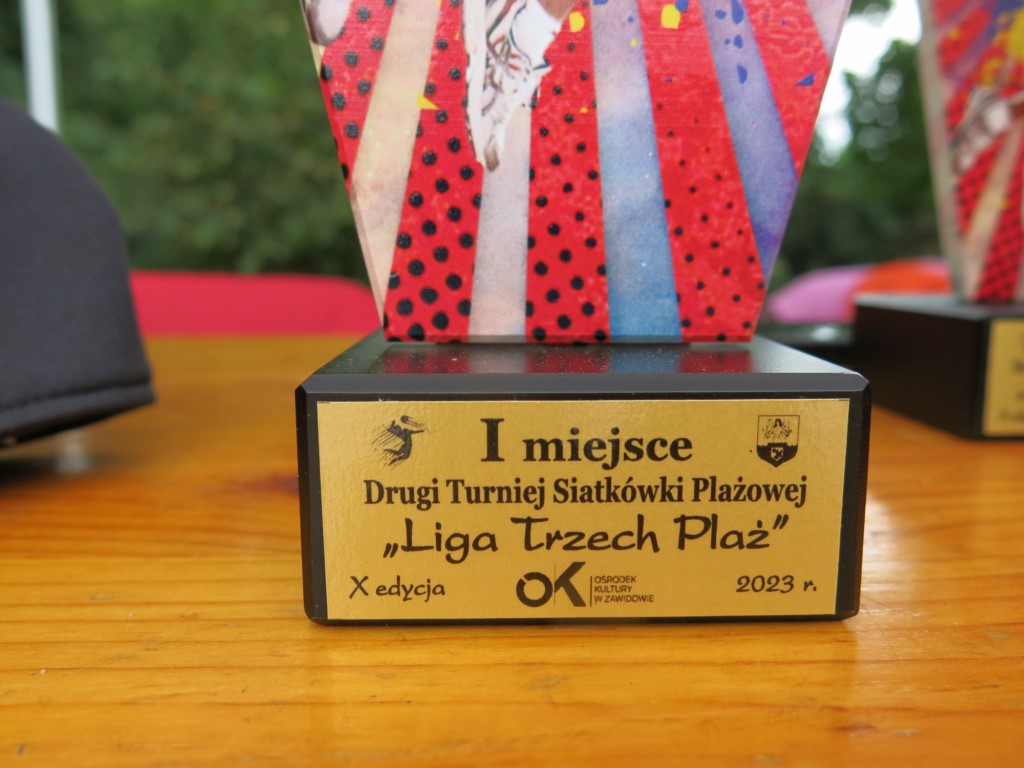 I miejsce
Drugi Turniej Siatkówki Plażowej
„Liga Trzech Plaż”
X edycja
OK
OŚRODEK
KULTURY
W ZAWIDOWIE
2023 r.